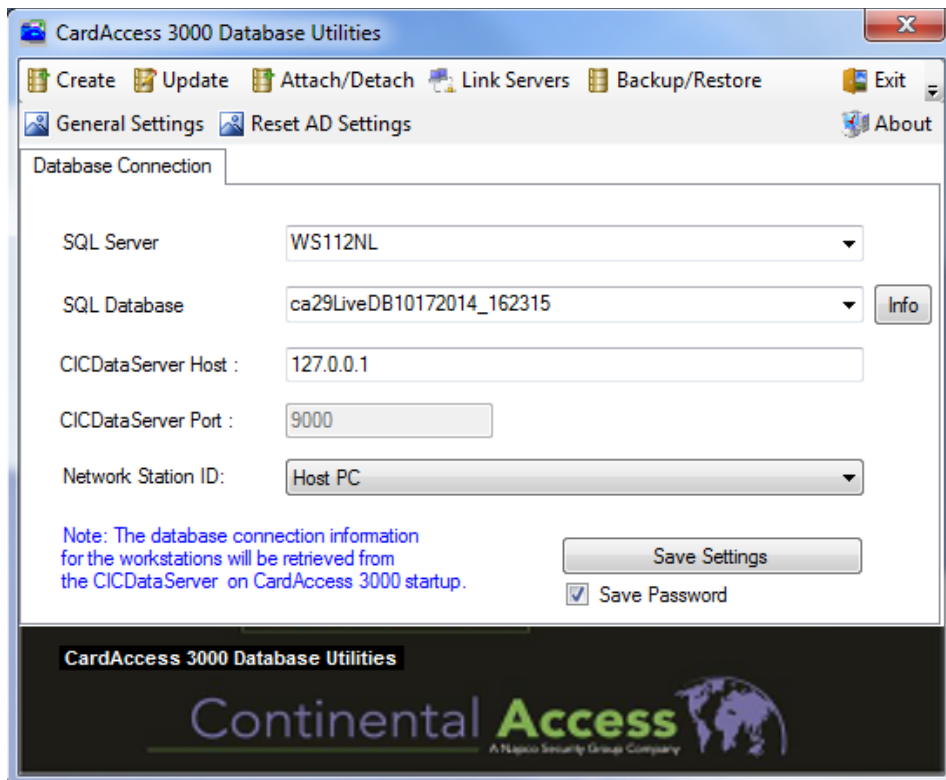 CardAccess 3000 Database Utilities
Create Update Attach/Detach Link Servers Backup/Restore Exit
General Settings Reset AD Settings About
Database Connection
SQL Server WS112NL
SQL Database ca29LiveDB10172014_162315 Info
CICDataServer Host : 127.0.0.1
CICDataServer Port : 9000
Network Station ID: Host PC
Note: The database connection information
for the workstations will be retrieved from
the CICDataServer on CardAccess 3000 startup.
Save Settings
Save Password
CardAccess 3000 Database Utilities
Continental Access
A Napco Security Group Company